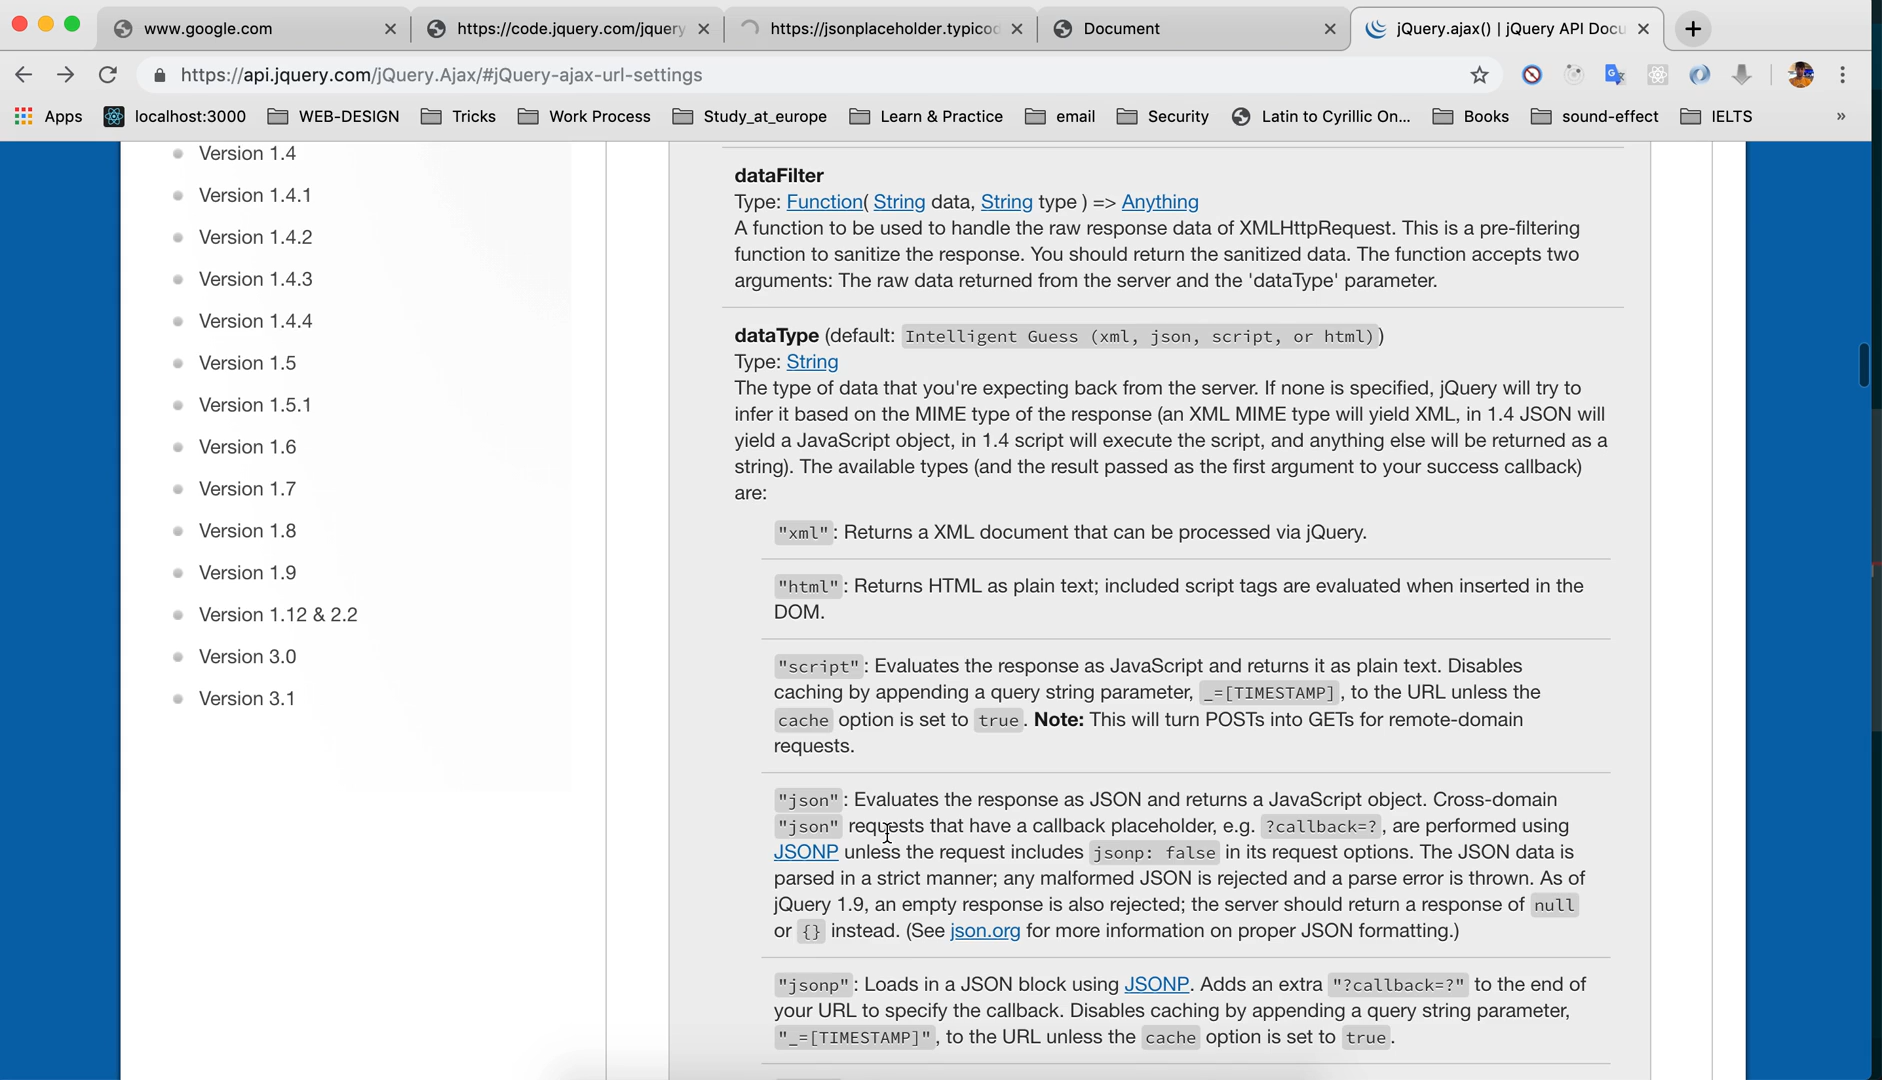 www.google.com
https://code.jquery.com/jquery
https://jsonplaceholder.typicod
Document
jQuery.ajax() | jQuery API Docu
https://api.jquery.com/jQuery.Ajax/#jQuery-ajax-url-settings
Apps
localhost:3000
WEB-DESIGN
Tricks
Work Process
Study_at_europe
Learn & Practice
email
Security
Latin to Cyrillic On...
Books
sound-effect
IELTS
»
Version 1.4
Version 1.4.1
Version 1.4.2
Version 1.4.3
Version 1.4.4
Version 1.5
Version 1.5.1
Version 1.6
Version 1.7
Version 1.8
Version 1.9
Version 1.12 & 2.2
Version 3.0
Version 3.1
dataFilter
Type: Function( String data, String type ) => Anything
A function to be used to handle the raw response data of XMLHttpRequest. This is a pre-filtering
function to sanitize the response. You should return the sanitized data. The function accepts two
arguments: The raw data returned from the server and the 'dataType' parameter.
dataType (default: Intelligent Guess (xml, json, script, or html))
Type: String
The type of data that you're expecting back from the server. If none is specified, jQuery will try to
infer it based on the MIME type of the response (an XML MIME type will yield XML, in 1.4 JSON will
yield a JavaScript object, in 1.4 script will execute the script, and anything else will be returned as a
string). The available types (and the result passed as the first argument to your success callback)
are:
"xml": Returns a XML document that can be processed via jQuery.
"html": Returns HTML as plain text; included script tags are evaluated when inserted in the
DOM.
"script": Evaluates the response as JavaScript and returns it as plain text. Disables
caching by appending a query string parameter, _=[TIMESTAMP], to the URL unless the
cache option is set to true. Note: This will turn POSTs into GETs for remote-domain
requests.
"json": Evaluates the response as JSON and returns a JavaScript object. Cross-domain
"json" requests that have a callback placeholder, e.g. ?callback=?, are performed using
JSONP unless the request includes jsonp: false in its request options. The JSON data is
parsed in a strict manner; any malformed JSON is rejected and a parse error is thrown. As of
jQuery 1.9, an empty response is also rejected; the server should return a response of null
or {} instead. (See json.org for more information on proper JSON formatting.)
"jsonp": Loads in a JSON block using JSONP. Adds an extra "?callback=?" to the end of
your URL to specify the callback. Disables caching by appending a query string parameter,
"_=[TIMESTAMP]", to the URL unless the cache option is set to true.